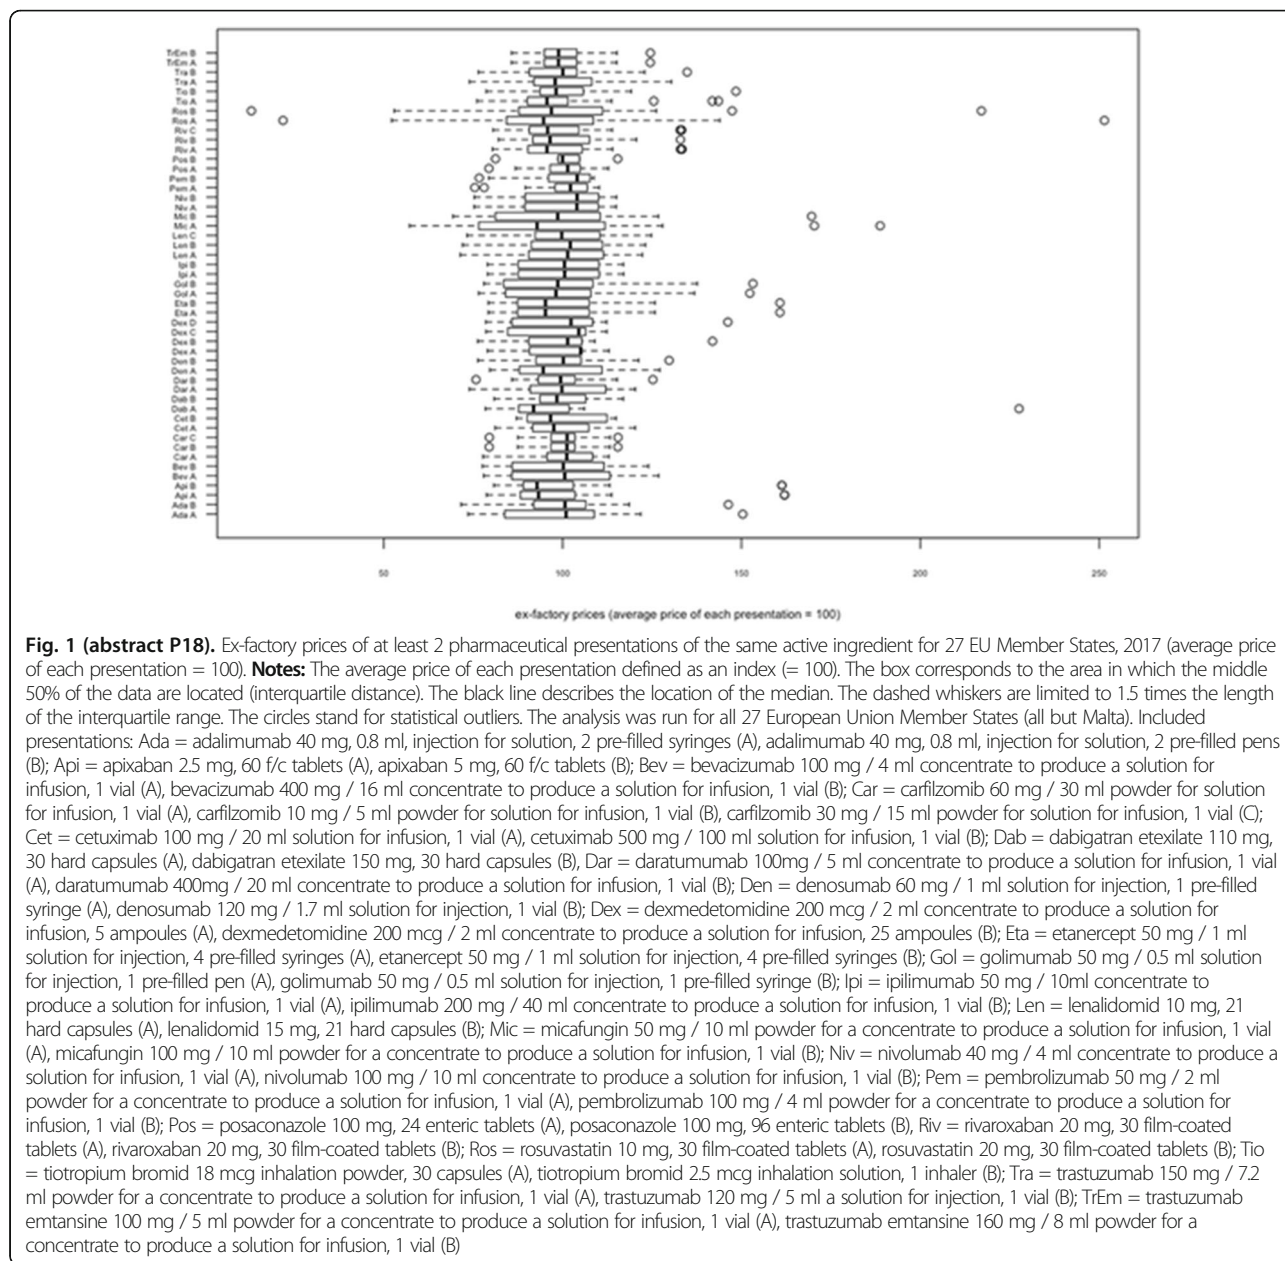 TrEm B
TrEm A
Tra B
Tra A
Tio B
Tio A
Ros B
Ros A
Riv C
Riv B
Riv A
Pos B
Pos A
Pem B
Pem A
Niv B
Niv A
Mic B
Mic A
Len C
Len B
Len A
Ipi B
Ipi A
Gol B
Gol A
Eta B
Eta A
Dex D
Dex C
Dex B
Dex A
Den B
Den A
Dar B
Dar A
Dab B
Dab A
Cet B
Cet A
Car C
Car B
Car A
Bev B
Bev A
Api B
Api A
Ada B
Ada A
50 100 150 200 250
ex-factory prices (average price of each presentation = 100)
Fig. 1 (abstract P18). Ex-factory prices of at least 2 pharmaceutical presentations of the same active ingredient for 27 EU Member States, 2017 (average price
of each presentation = 100). Notes: The average price of each presentation defined as an index (= 100). The box corresponds to the area in which the middle
50% of the data are located (interquartile distance). The black line describes the location of the median. The dashed whiskers are limited to 1.5 times the length
of the interquartile range. The circles stand for statistical outliers. The analysis was run for all 27 European Union Member States (all but Malta). Included
presentations: Ada = adalimumab 40 mg, 0.8 ml, injection for solution, 2 pre-filled syringes (A), adalimumab 40 mg, 0.8 ml, injection for solution, 2 pre-filled pens
(B); Api = apixaban 2.5 mg, 60 f/c tablets (A), apixaban 5 mg, 60 f/c tablets (B); Bev = bevacizumab 100 mg / 4 ml concentrate to produce a solution for
infusion, 1 vial (A), bevacizumab 400 mg / 16 ml concentrate to produce a solution for infusion, 1 vial (B); Car = carfilzomib 60 mg / 30 ml powder for solution
for infusion, 1 vial (A), carfilzomib 10 mg / 5 ml powder for solution for infusion, 1 vial (B), carfilzomib 30 mg / 15 ml powder for solution for infusion, 1 vial (C);
Cet = cetuximab 100 mg / 20 ml solution for infusion, 1 vial (A), cetuximab 500 mg / 100 ml solution for infusion, 1 vial (B); Dab = dabigatran etexilate 110 mg,
30 hard capsules (A), dabigatran etexilate 150 mg, 30 hard capsules (B), Dar = daratumumab 100mg / 5 ml concentrate to produce a solution for infusion, 1 vial
(A), daratumumab 400mg / 20 ml concentrate to produce a solution for infusion, 1 vial (B); Den = denosumab 60 mg / 1 ml solution for injection, 1 pre-filled
syringe (A), denosumab 120 mg / 1.7 ml solution for injection, 1 vial (B); Dex = dexmedetomidine 200 mcg / 2 ml concentrate to produce a solution for
infusion, 5 ampoules (A), dexmedetomidine 200 mcg / 2 ml concentrate to produce a solution for infusion, 25 ampoules (B); Eta = etanercept 50 mg / 1 ml
solution for injection, 4 pre-filled syringes (A), etanercept 50 mg / 1 ml solution for injection, 4 pre-filled syringes (B); Gol = golimumab 50 mg / 0.5 ml solution
for injection, 1 pre-filled pen (A), golimumab 50 mg / 0.5 ml solution for injection, 1 pre-filled syringe (B); Ipi = ipilimumab 50 mg / 10ml concentrate to
produce a solution for infusion, 1 vial (A), ipilimumab 200 mg / 40 ml concentrate to produce a solution for infusion, 1 vial (B); Len = lenalidomid 10 mg, 21
hard capsules (A), lenalidomid 15 mg, 21 hard capsules (B); Mic = micafungin 50 mg / 10 ml powder for a concentrate to produce a solution for infusion, 1 vial
(A), micafungin 100 mg / 10 ml powder for a concentrate to produce a solution for infusion, 1 vial (B); Niv = nivolumab 40 mg / 4 ml concentrate to produce a
solution for infusion, 1 vial (A), nivolumab 100 mg / 10 ml concentrate to produce a solution for infusion, 1 vial (B); Pem = pembrolizumab 50 mg / 2 ml
powder for a concentrate to produce a solution for infusion, 1 vial (A), pembrolizumab 100 mg / 4 ml powder for a concentrate to produce a solution for
infusion, 1 vial (B); Pos = posaconazole 100 mg, 24 enteric tablets (A), posaconazole 100 mg, 96 enteric tablets (B), Riv = rivaroxaban 20 mg, 30 film-coated
tablets (A), rivaroxaban 20 mg, 30 film-coated tablets (B); Ros = rosuvastatin 10 mg, 30 film-coated tablets (A), rosuvastatin 20 mg, 30 film-coated tablets (B); Tio
= tiotropium bromid 18 mcg inhalation powder, 30 capsules (A), tiotropium bromid 2.5 mcg inhalation solution, 1 inhaler (B); Tra = trastuzumab 150 mg / 7.2
ml powder for a concentrate to produce a solution for infusion, 1 vial (A), trastuzumab 120 mg / 5 ml a solution for injection, 1 vial (B); TrEm = trastuzumab
emtansine 100 mg / 5 ml powder for a concentrate to produce a solution for infusion, 1 vial (A), trastuzumab emtansine 160 mg / 8 ml powder for a
concentrate to produce a solution for infusion, 1 vial (B)